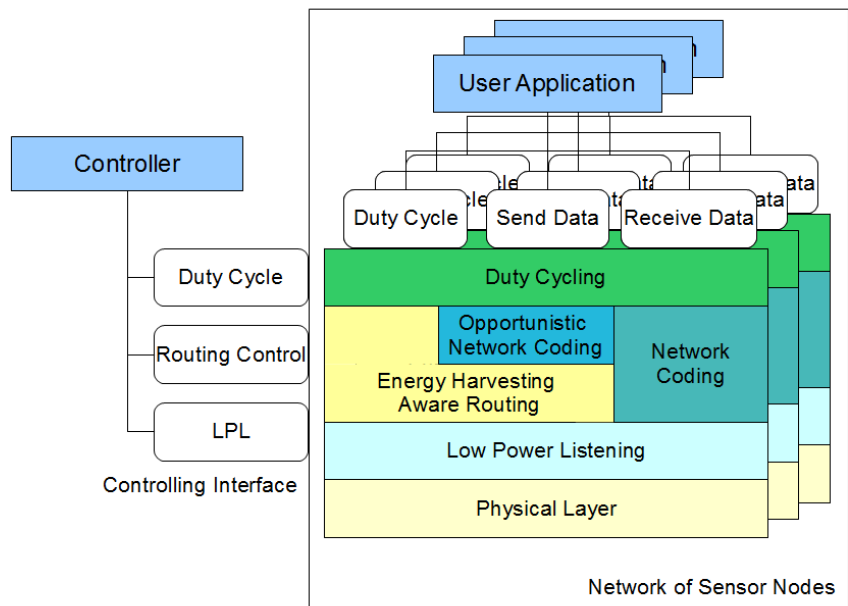 User Application
Controller
Duty Cycle
Send Data
Receive Data
Duty Cycle
Routing Control
LPL
Controlling Interface
Duty Cycling
Opportunistic
Network Coding
Network
Coding
Energy Harvesting
Aware Routing
Low Power Listening
Physical Layer
Network of Sensor Nodes